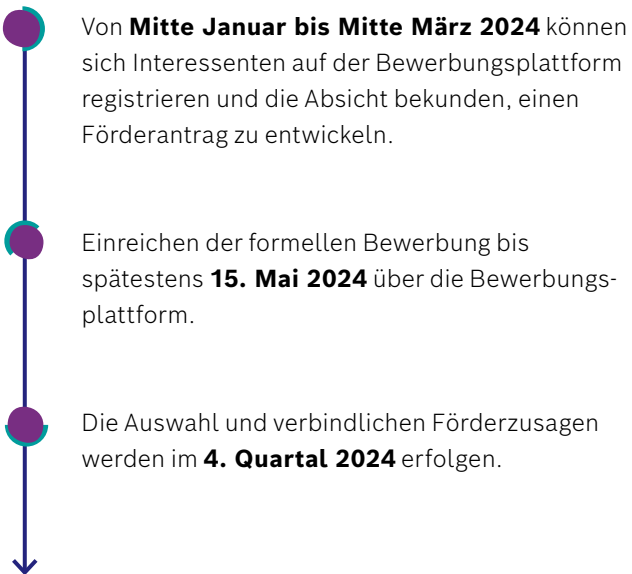 Von Mitte Januar bis Mitte März 2024 können
sich Interessenten auf der Bewerbungsplattform
registrieren und die Absicht bekunden, einen
Förderantrag zu entwickeln.
Einreichen der formellen Bewerbung bis
spätestens 15. Mai 2024 über die Bewerbungs-
plattform.
Die Auswahl und verbindlichen Förderzusagen
werden im 4. Quartal 2024 erfolgen.